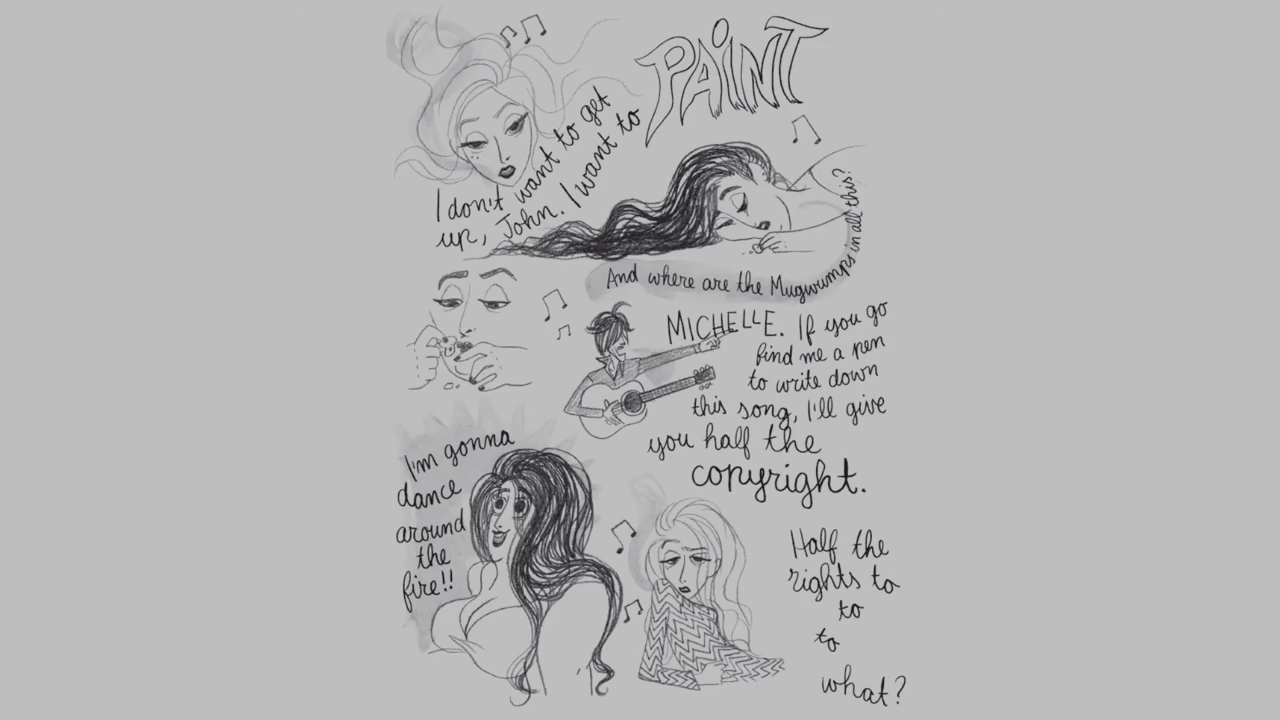 I don't want to get
up, John. I want to
PAINT
And where are the Mugwumps in all this?
MICHELLE. If you go
find me a pen
to write down
this song, I'll give
you half the
copyright.
I'm gonna
dance
around
the
fire!!
Half the
rights to
to
to
what?